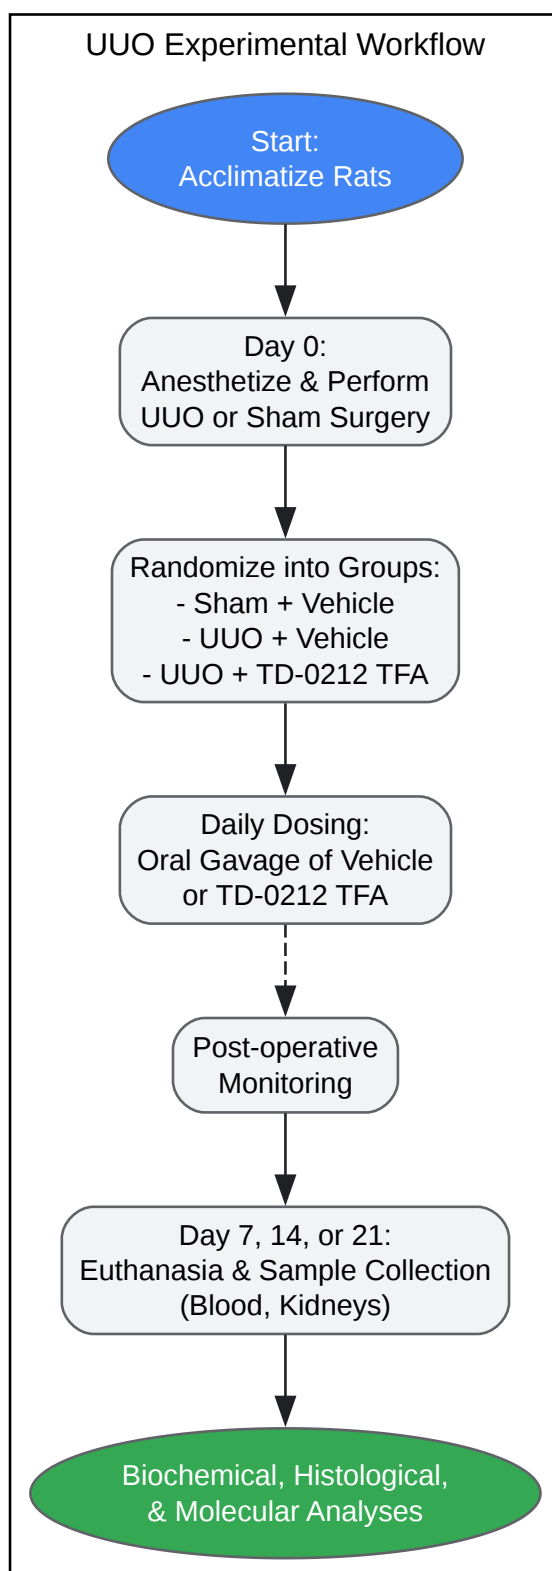 UUO Experimental Workflow
Start:
Acclimatize Rats
Day 0:
Anesthetize & Perform
UUO or Sham Surgery
Randomize into Groups:
- Sham + Vehicle
- UUO + Vehicle
- UUO + TD-0212 TFA
Daily Dosing:
Oral Gavage of Vehicle
or TD-0212 TFA
Post-operative
Monitoring
Day 7, 14, or 21:
Euthanasia & Sample Collection
(Blood, Kidneys)
Biochemical, Histological,
& Molecular Analyses